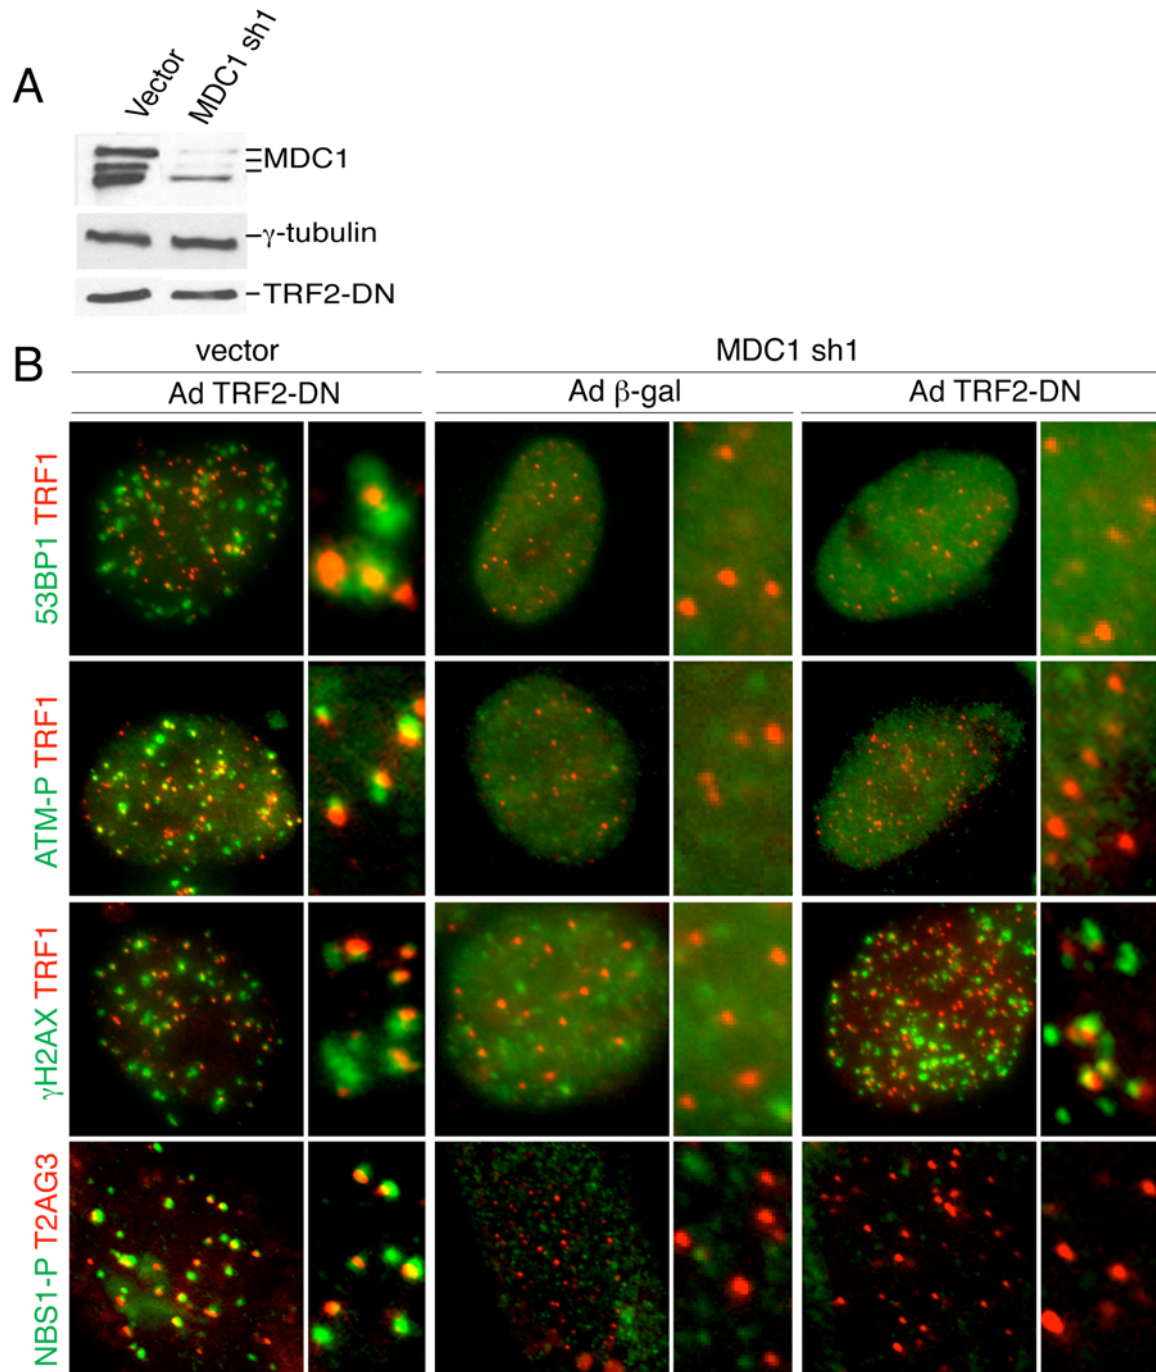 A
Vector
MDC1 sh1
MDC1
γ-tubulin
TRF2-DN
B
vector
MDC1 sh1
Ad TRF2-DN
Ad β-gal
Ad TRF2-DN
53BP1 TRF1
ATM-P TRF1
γH2AX TRF1
NBS1-P T2AG3